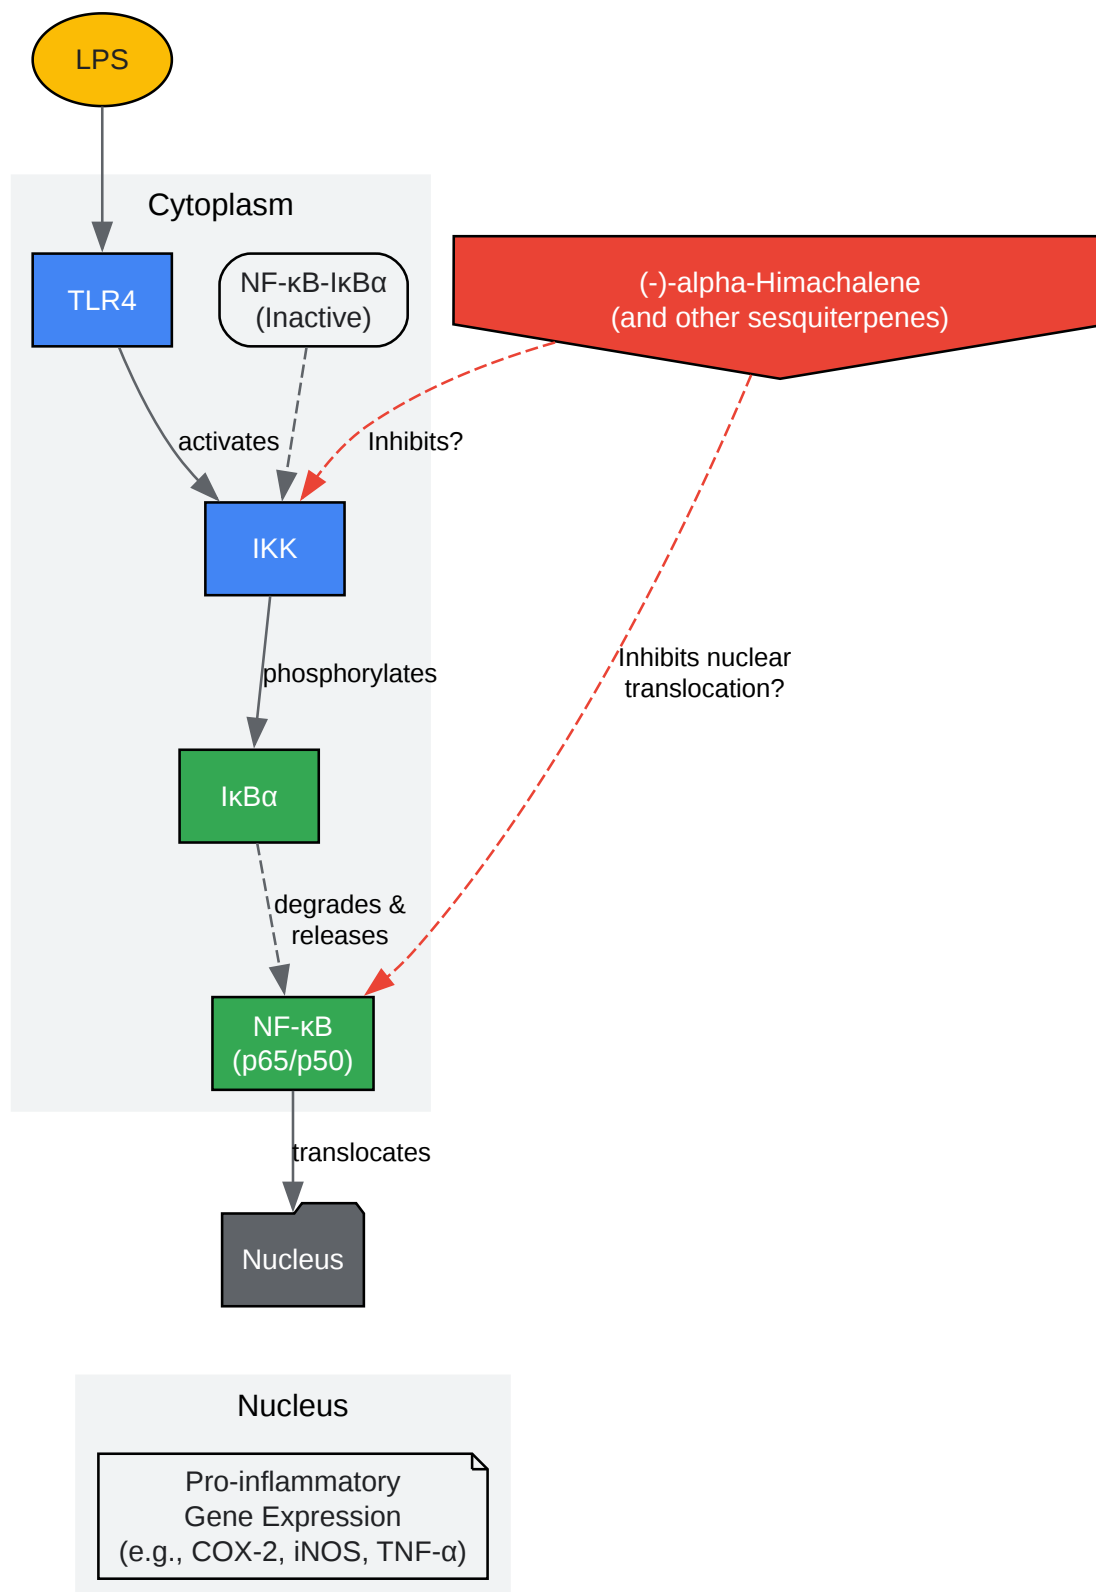 LPS
Cytoplasm
TLR4
NF-κB-IκBα
(Inactive)
(-)-alpha-Himachalene
(and other sesquiterpenes)
activates
Inhibits?
IKK
Inhibits nuclear
translocation?
phosphorylates
IκBα
degrades &
releases
NF-κB
(p65/p50)
translocates
Nucleus
Nucleus
Pro-inflammatory
Gene Expression
(e.g., COX-2, iNOS, TNF-α)